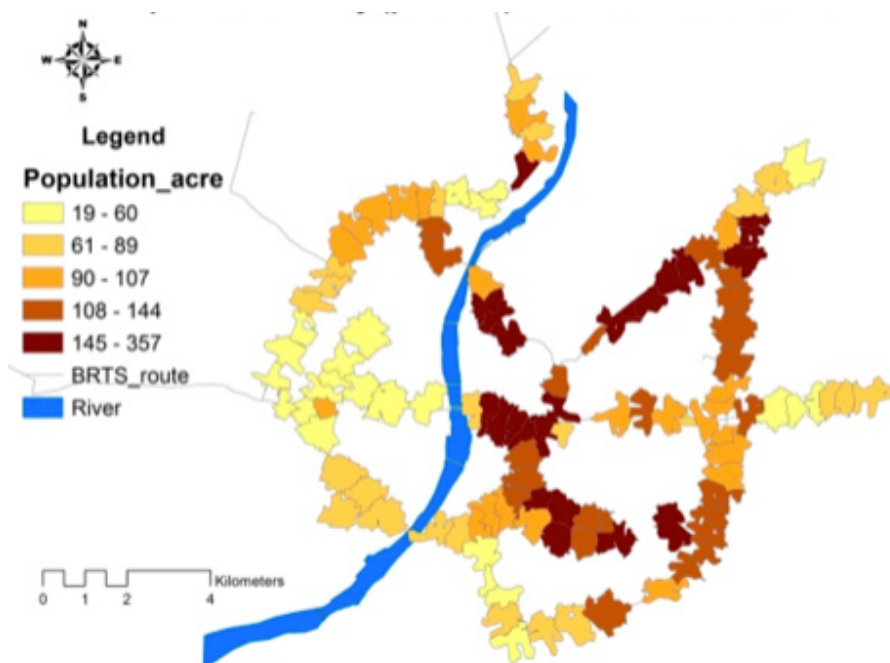 N
W E
S
Legend
Population_acre
19 - 60
61 - 89
90 - 107
108 - 144
145 - 357
BRTS_route
River
Kilometers
0 1 2 4